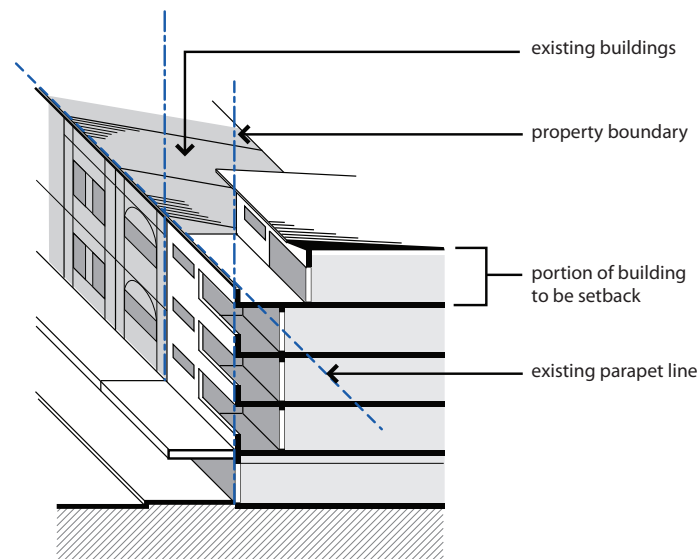 existing buildings
property boundary
portion of building
to be setback
existing parapet line